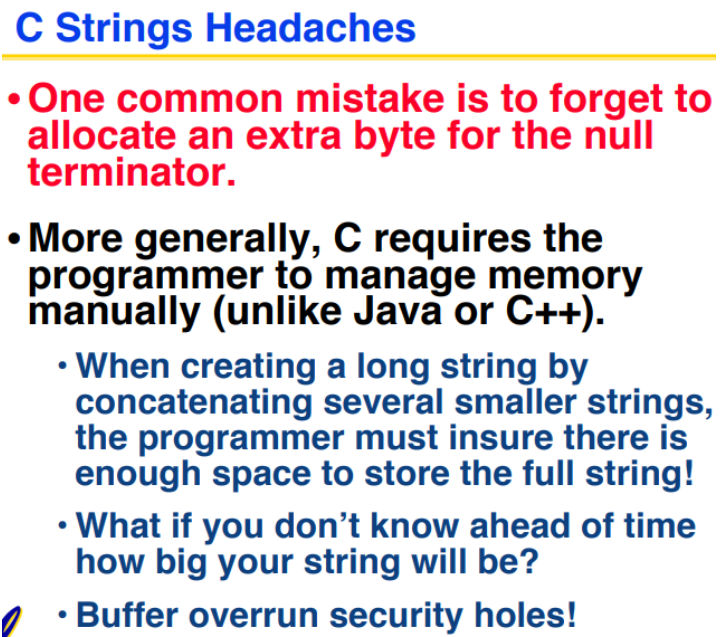 C Strings Headaches
• One common mistake is to forget to
allocate an extra byte for the null
terminator.
• More generally, C requires the
programmer to manage memory
manually (unlike Java or C++).
• When creating a long string by
concatenating several smaller strings,
the programmer must insure there is
enough space to store the full string!
• What if you don't know ahead of time
how big your string will be?
• Buffer overrun security holes!